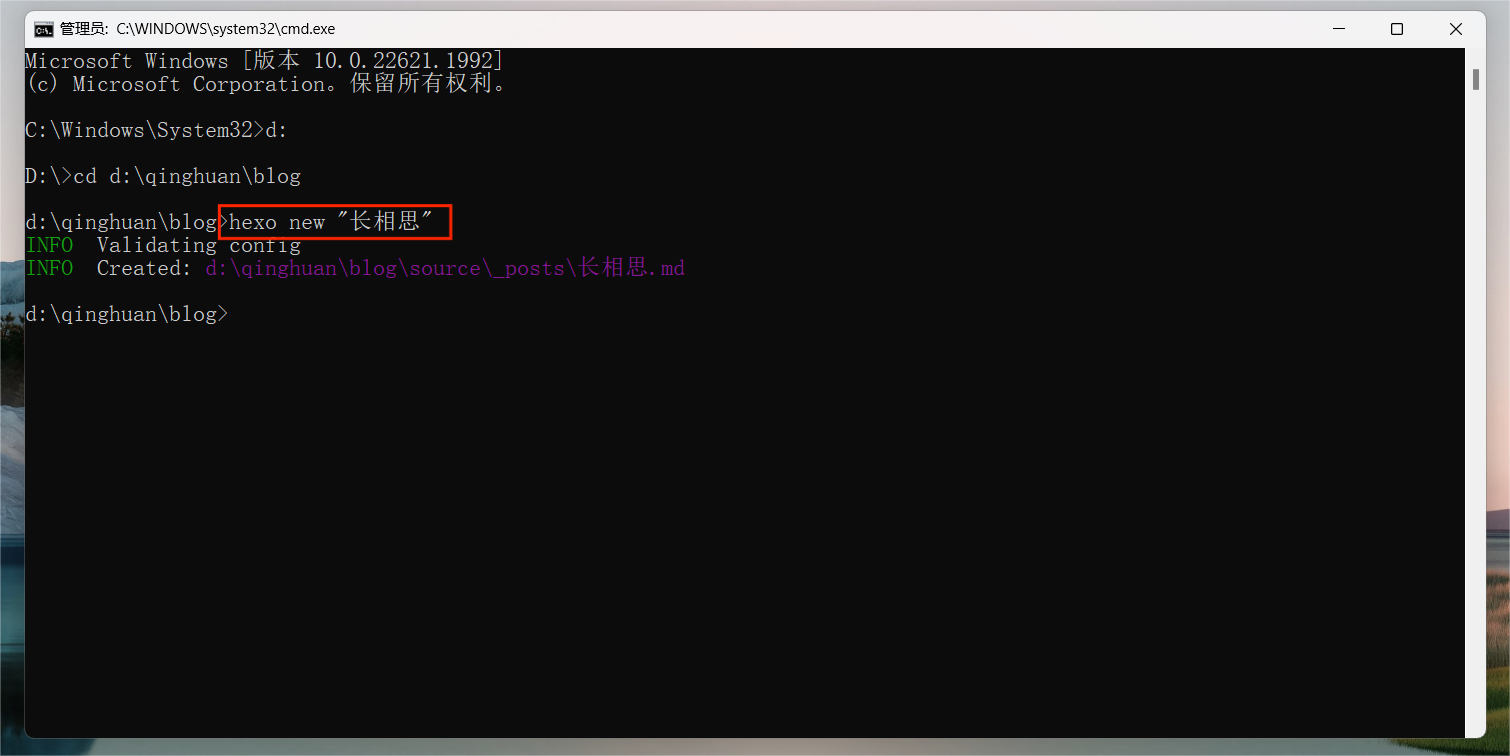 管理员: C:\WINDOWS\system32\cmd.exe
Microsoft Windows [版本 10.0.22621.1992]
(c) Microsoft Corporation。保留所有权利。
C:\Windows\System32>d:
D:\>cd d:\qinghuan\blog
d:\qinghuan\blog>hexo new "长相思"
INFO  Validating config
INFO  Created: d:\qinghuan\blog\source\_posts\长相思.md
d:\qinghuan\blog>